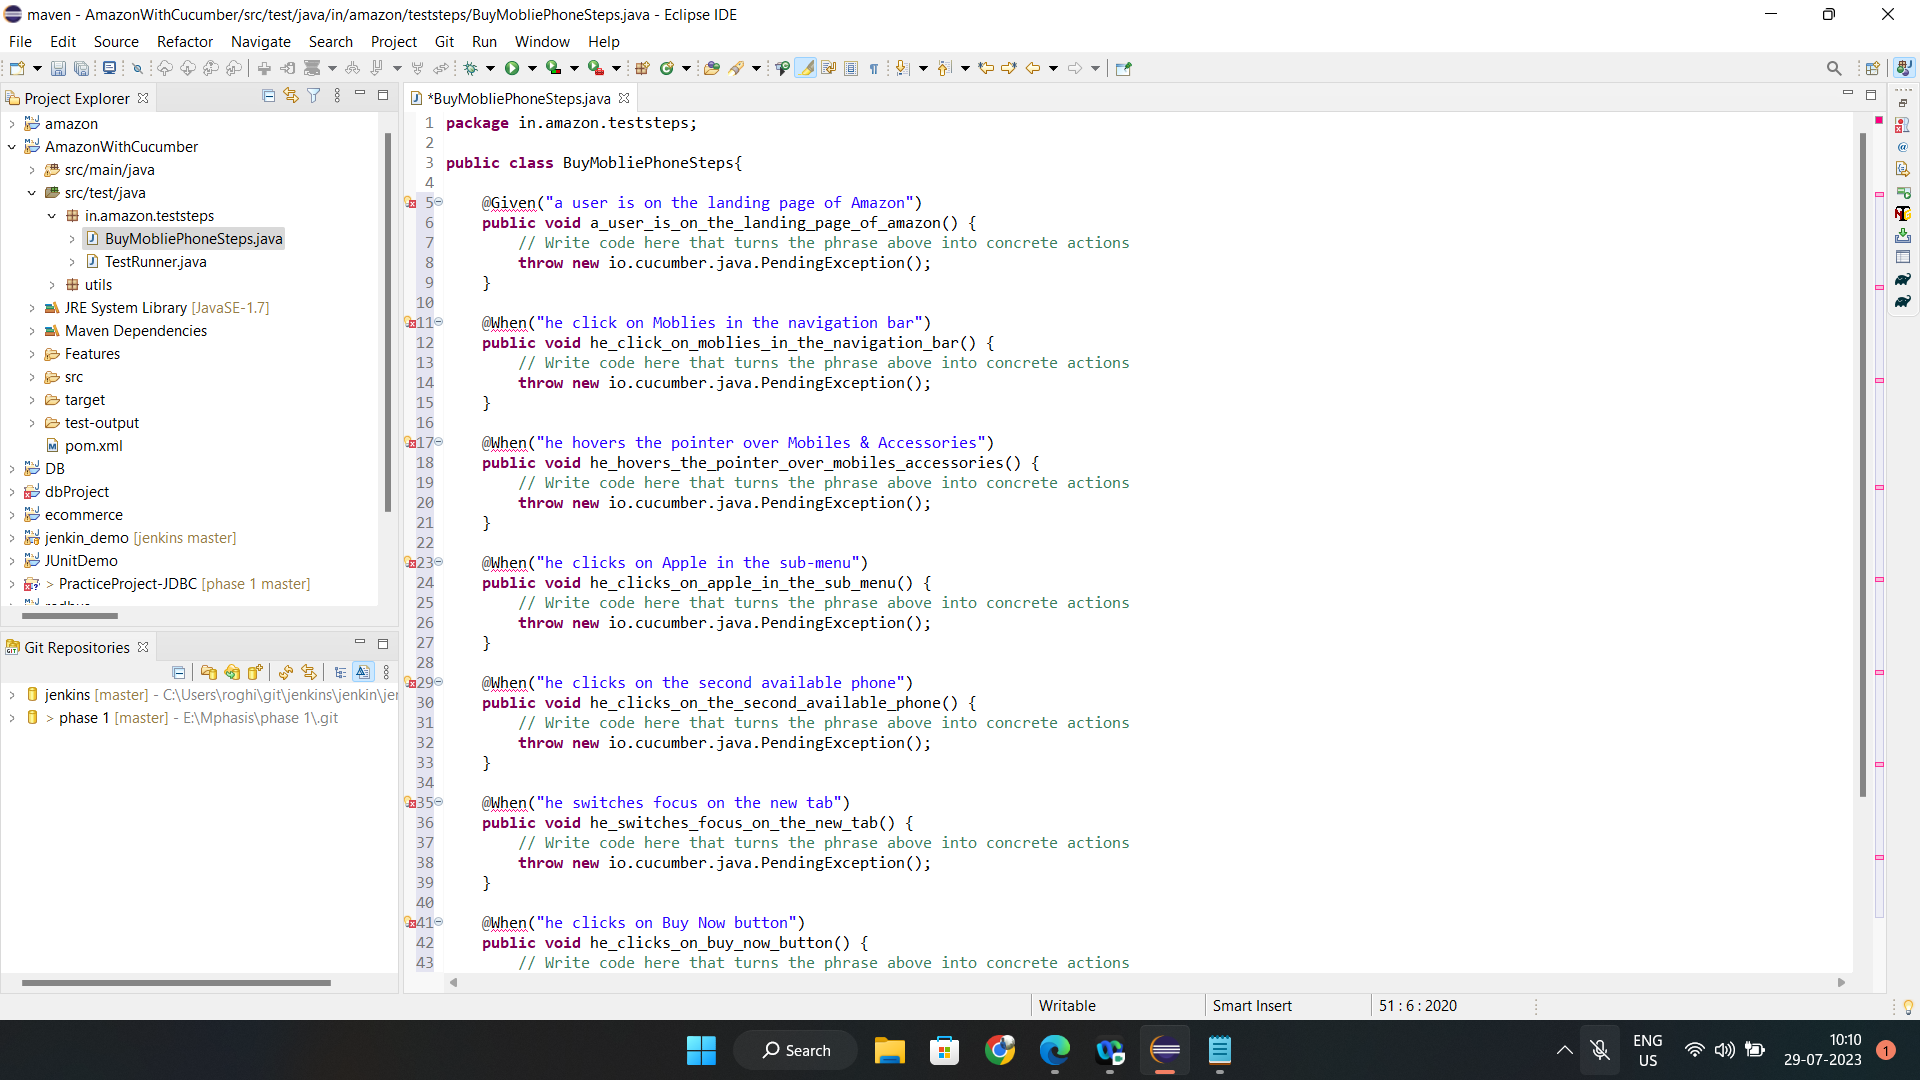 maven - AmazonWithCucumber/src/test/java/in/amazon/teststeps/BuyMobliePhoneSteps.java - Eclipse IDE
File Edit Source Refactor Navigate Search Project Git Run Window Help
Project Explorer
amazon
AmazonWithCucumber
src/main/java
src/test/java
in.amazon.teststeps
BuyMobliePhoneSteps.java
TestRunner.java
utils
JRE System Library [JavaSE-1.7]
Maven Dependencies
Features
src
target
test-output
pom.xml
DB
dbProject
ecommerce
jenkin_demo [jenkins master]
JUnitDemo
> PracticeProject-JDBC [phase 1 master]
Git Repositories
jenkins [master] - C:\Users\roghi\git\jenkins\jenkin\jer
> phase 1 [master] - E:\Mphasis\phase 1\.git
*BuyMobliePhoneSteps.java
1 package in.amazon.teststeps;
2
3 public class BuyMobliePhoneSteps{
4
5 @Given("a user is on the landing page of Amazon")
6 public void a_user_is_on_the_landing_page_of_amazon() {
7 // Write code here that turns the phrase above into concrete actions
8 throw new io.cucumber.java.PendingException();
9 }
10
11 @When("he click on Moblies in the navigation bar")
12 public void he_click_on_moblies_in_the_navigation_bar() {
13 // Write code here that turns the phrase above into concrete actions
14 throw new io.cucumber.java.PendingException();
15 }
16
17 @When("he hovers the pointer over Mobiles & Accessories")
18 public void he_hovers_the_pointer_over_mobiles_accessories() {
19 // Write code here that turns the phrase above into concrete actions
20 throw new io.cucumber.java.PendingException();
21 }
22
23 @When("he clicks on Apple in the sub-menu")
24 public void he_clicks_on_apple_in_the_sub_menu() {
25 // Write code here that turns the phrase above into concrete actions
26 throw new io.cucumber.java.PendingException();
27 }
28
29 @When("he clicks on the second available phone")
30 public void he_clicks_on_the_second_available_phone() {
31 // Write code here that turns the phrase above into concrete actions
32 throw new io.cucumber.java.PendingException();
33 }
34
35 @When("he switches focus on the new tab")
36 public void he_switches_focus_on_the_new_tab() {
37 // Write code here that turns the phrase above into concrete actions
38 throw new io.cucumber.java.PendingException();
39 }
40
41 @When("he clicks on Buy Now button")
42 public void he_clicks_on_buy_now_button() {
43 // Write code here that turns the phrase above into concrete actions
Writable Smart Insert 51 : 6 : 2020
Search
ENG
US
10:10
29-07-2023
1